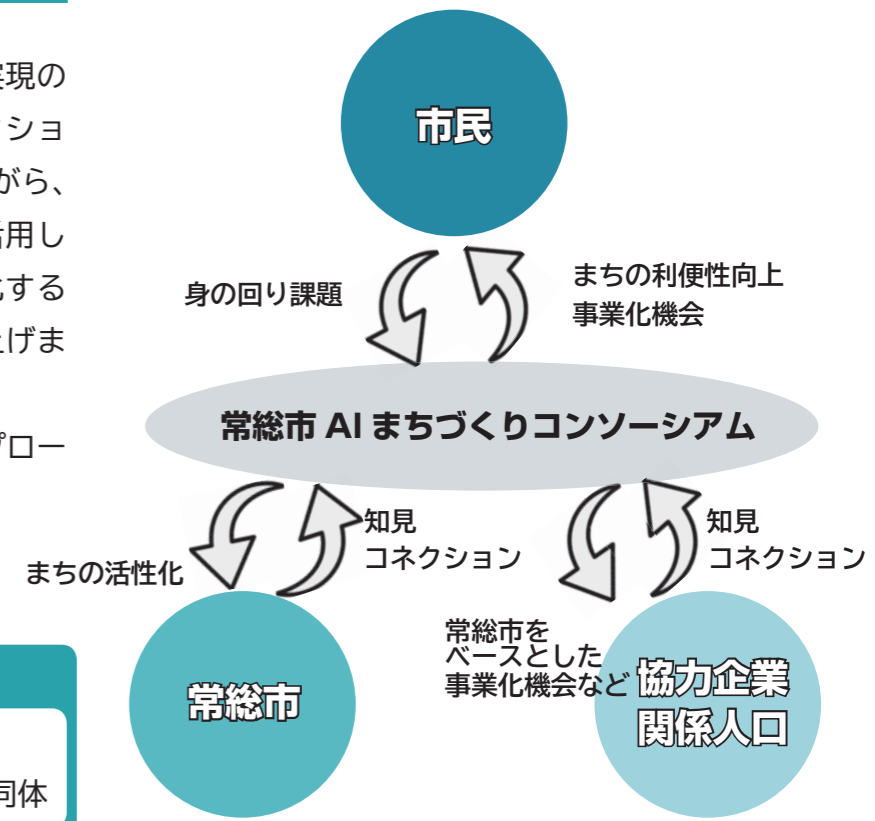 実現の
ショ
がら、
活用し
化する
上げま
プロー
同体
市民
身の回り課題
まちの利便性向上
事業化機会
常総市 AI まちづくりコンソーシアム
まちの活性化
知見
コネクション
知見
コネクション
常総市を
ベースとした
事業化機会など
常総市
協力企業
関係人口